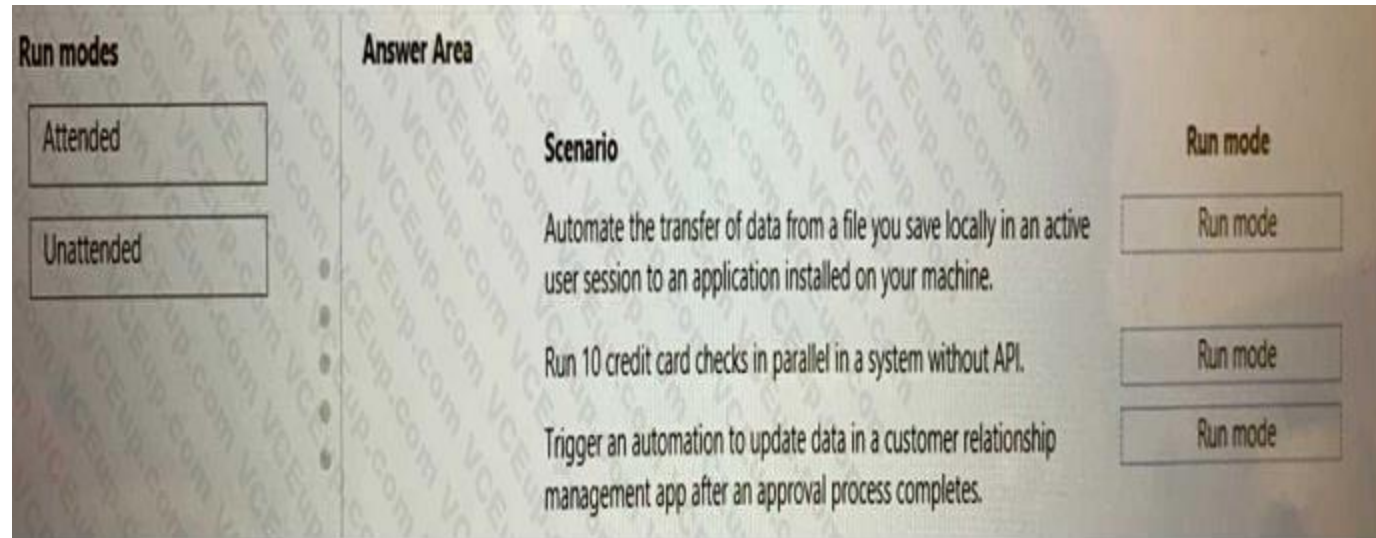 Run modes
Answer Area
Attended
Unattended
Scenario
Run mode
Automate the transfer of data from a file you save locally in an active
user session to an application installed on your machine.
Run mode
Run 10 credit card checks in parallel in a system without API.
Run mode
Trigger an automation to update data in a customer relationship
management app after an approval process completes.
Run mode
VCEup.com